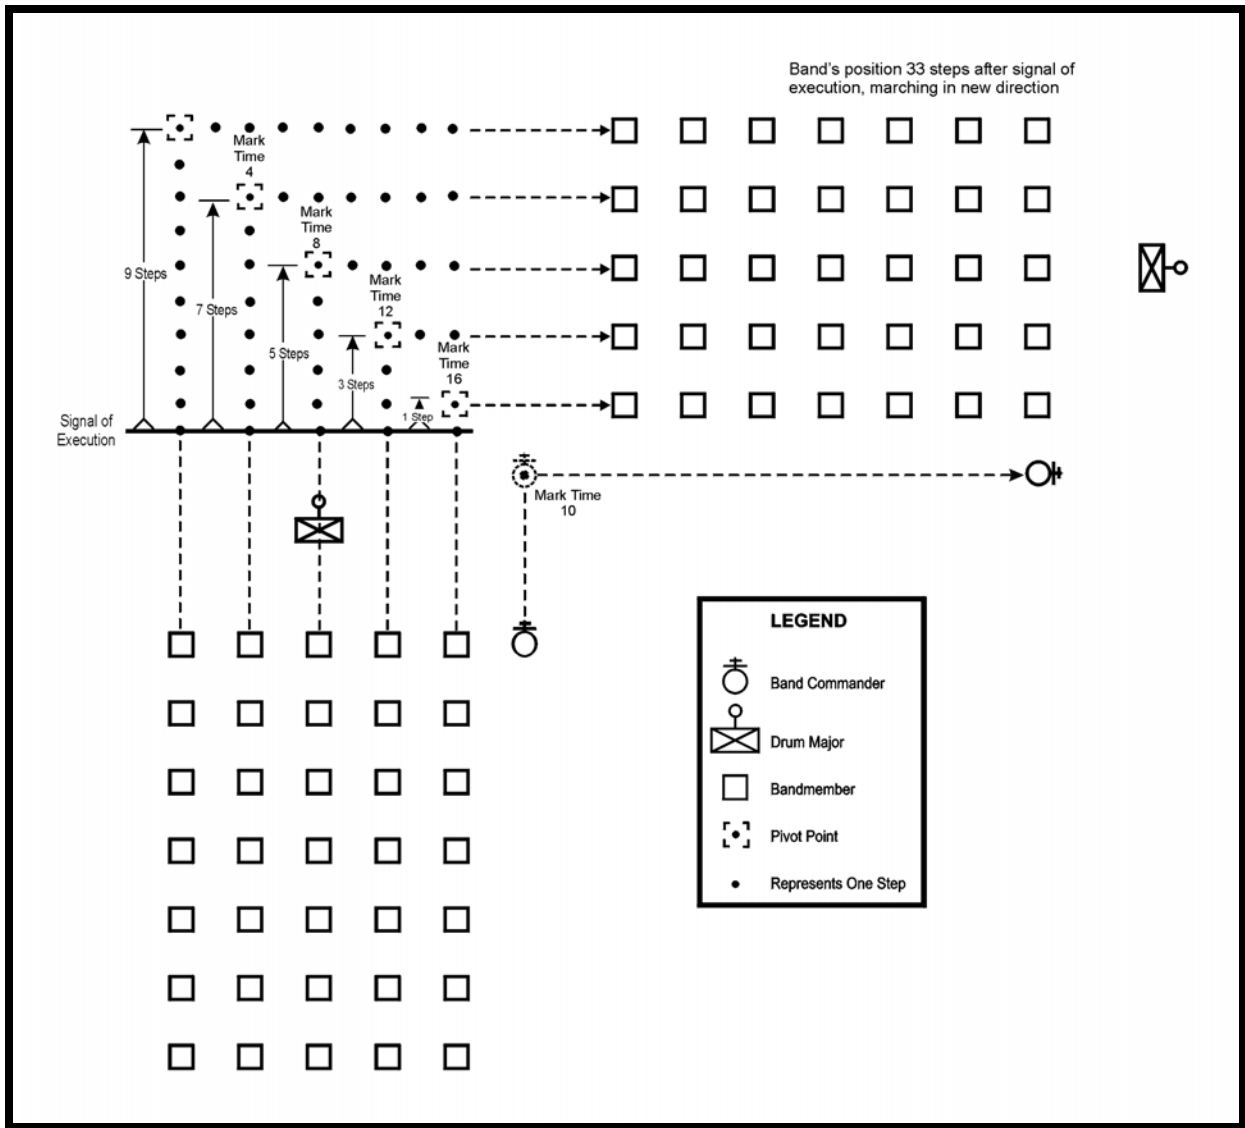 Band's position 33 steps after signal of
execution, marching in new direction
Mark
Time
4
Mark
Time
8
9 Steps
Mark
Time
12
7 Steps
Mark
Time
16
5 Steps
3 Steps
1 Step
Signal of
Execution
Mark Time
10
LEGEND
Band Commander
Drum Major
Bandmember
Pivot Point
Represents One Step